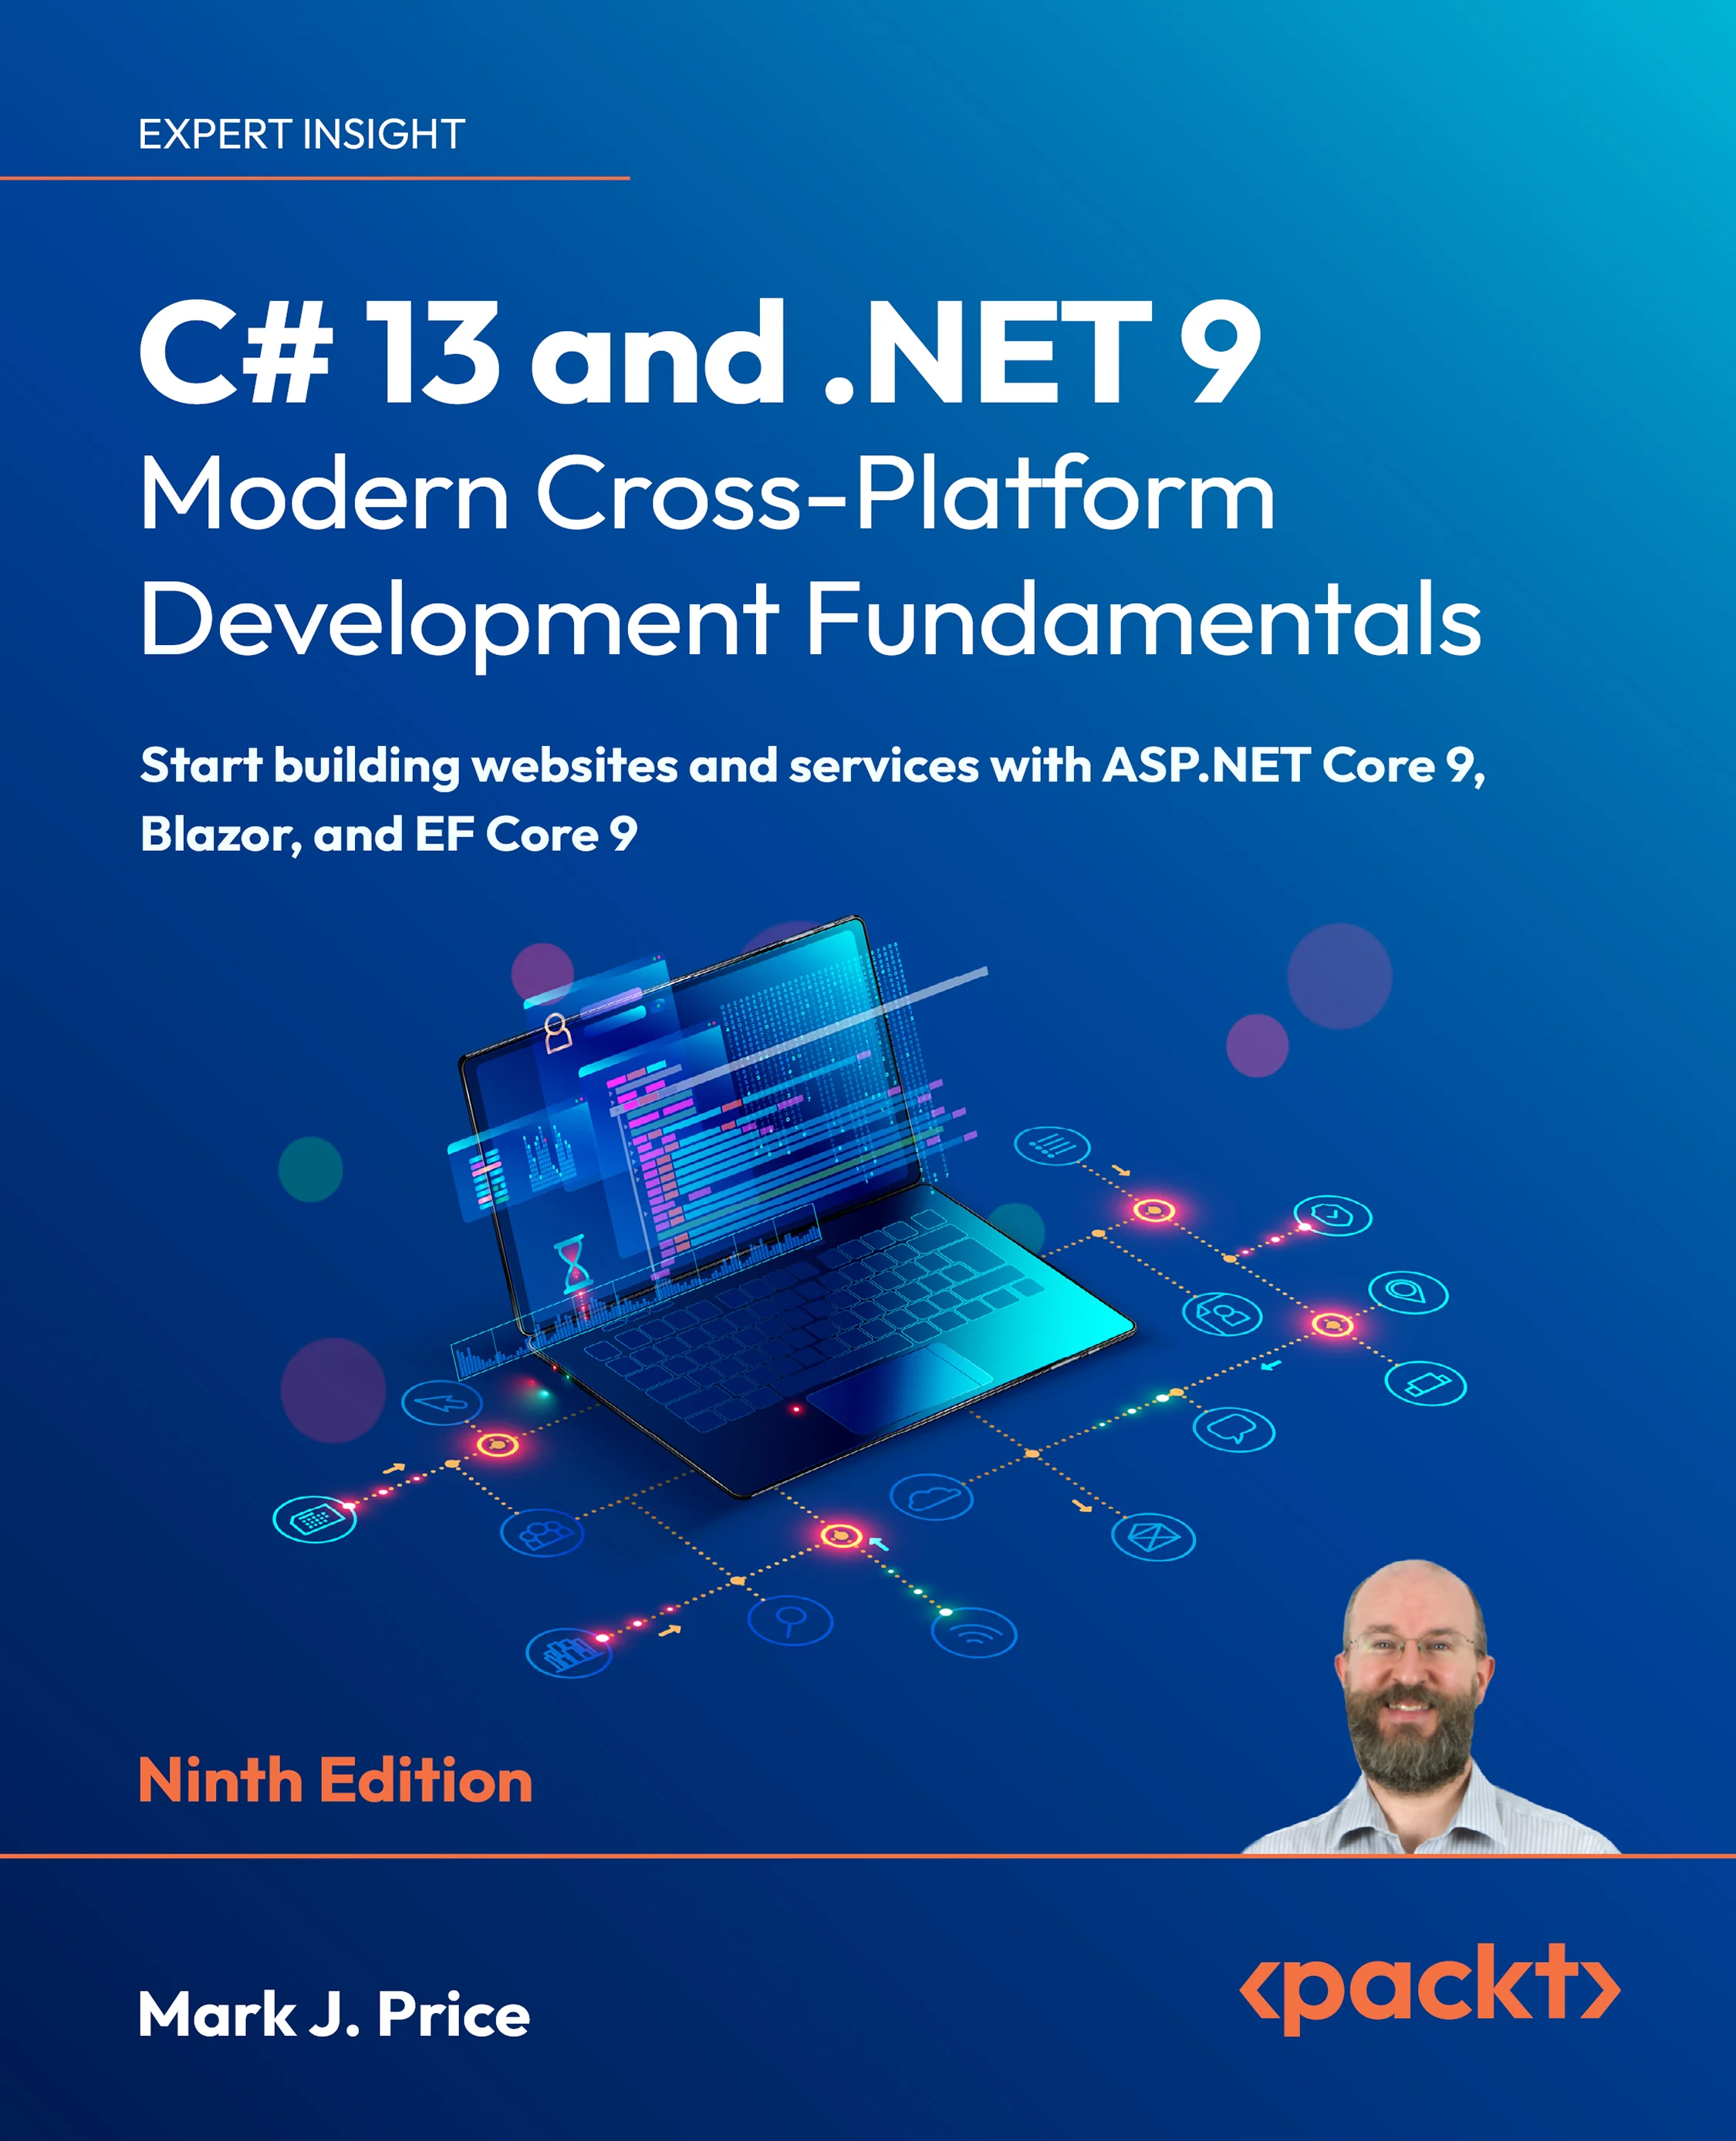 EXPERT INSIGHT
C# 13 and .NET 9
Modern Cross-Platform
Development Fundamentals
Start building websites and services with ASP.NET Core 9,
Blazor, and EF Core 9
Ninth Edition
Mark J. Price
<packt>